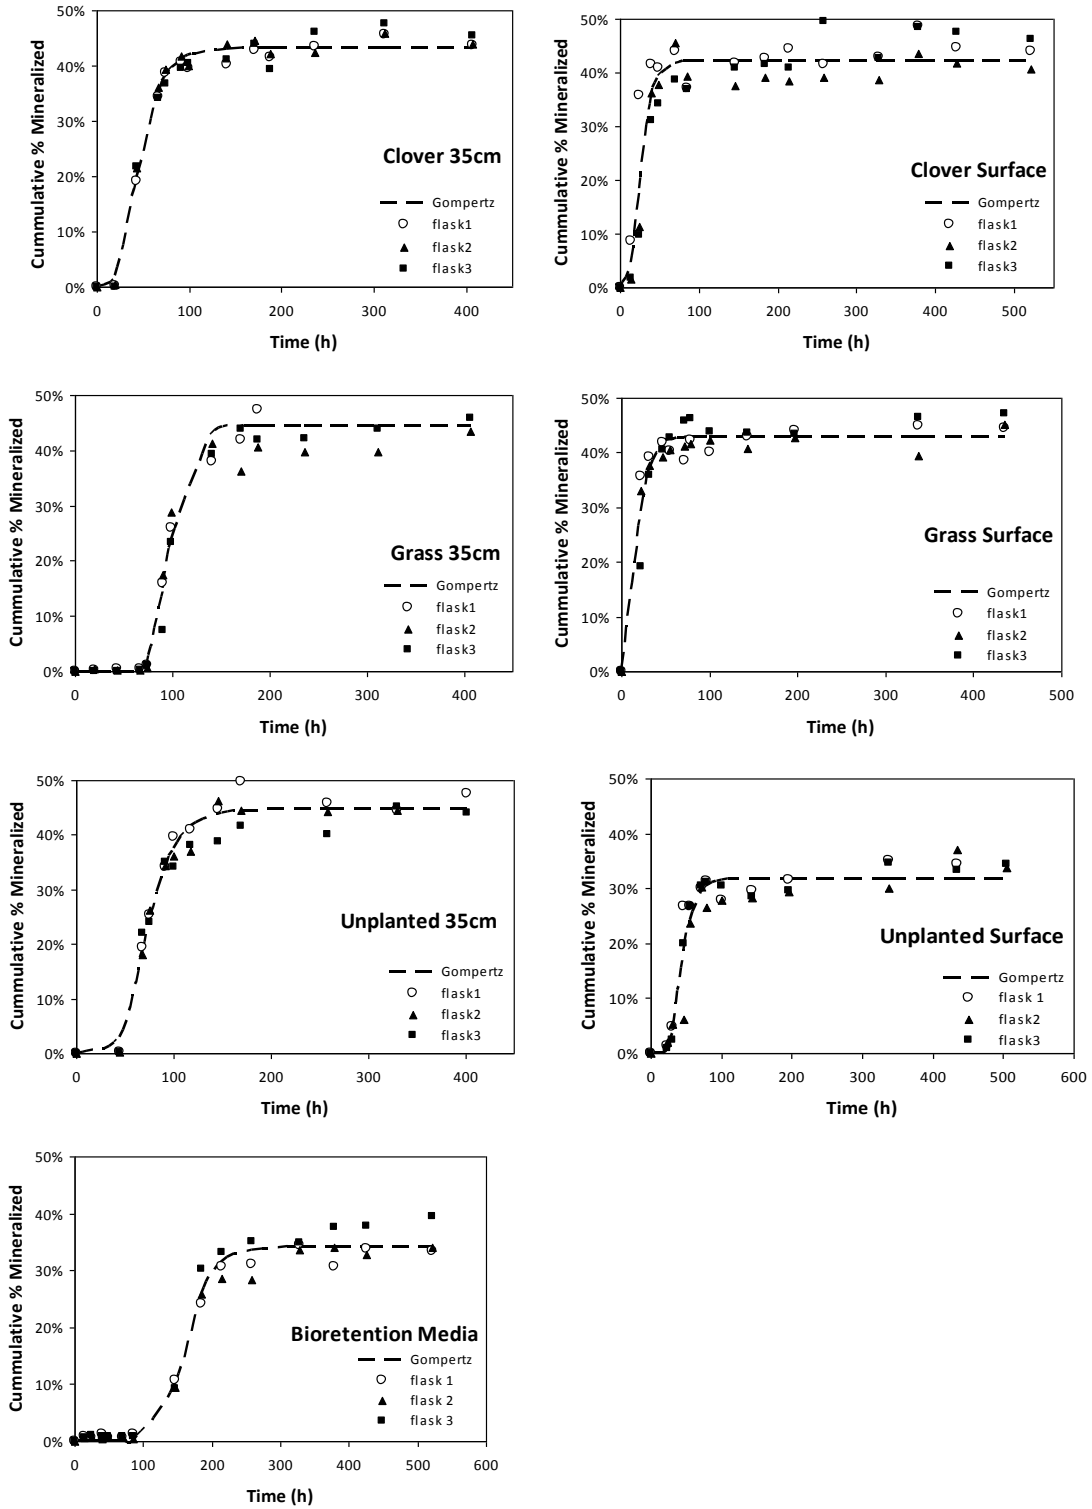 50%
40%
30%
20%
10%
0%
Cummulative % Mineralized
Clover 35cm
Gompertz
flask1
flask2
flask3
0 100 200 300 400
Time (h)
50%
40%
30%
20%
10%
0%
Cummulative % Mineralized
Clover Surface
Gompertz
flask1
flask2
flask3
0 100 200 300 400 500
Time (h)
50%
40%
30%
20%
10%
0%
Cummulative % Mineralized
Grass 35cm
Gompertz
flask1
flask2
flask3
0 100 200 300 400
Time (h)
50%
40%
30%
20%
10%
0%
Cummulative % Mineralized
Grass Surface
Gompertz
flask1
flask2
flask3
0 100 200 300 400 500
Time (h)
50%
40%
30%
20%
10%
0%
Cummulative % Mineralized
Unplanted 35cm
Gompertz
flask1
flask2
flask3
0 100 200 300 400
Time (h)
50%
40%
30%
20%
10%
0%
Cummulative % Mineralized
Unplanted Surface
Gompertz
flask 1
flask2
flask3
0 100 200 300 400 500 600
Time (h)
50%
40%
30%
20%
10%
0%
Cummulative % Mineralized
Bioretention Media
Gompertz
flask 1
flask 2
flask 3
0 100 200 300 400 500 600
Time (h)